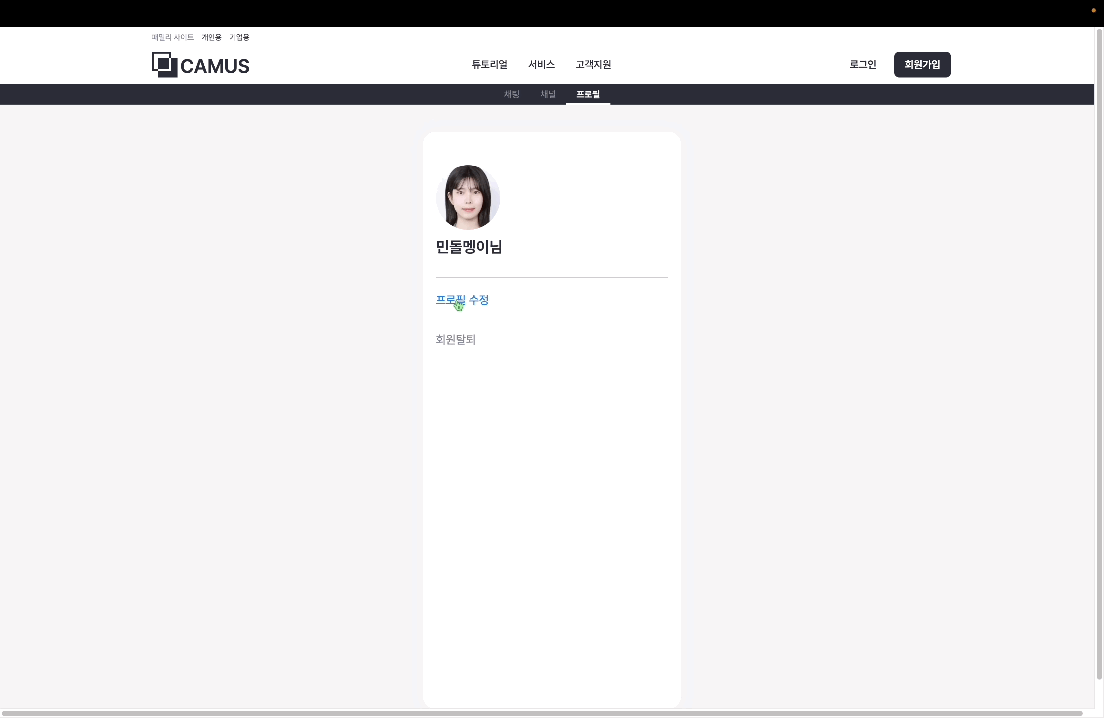 패밀리 사이트 개인용 기업용
CAMUS 튜토리얼 서비스 고객지원 로그인 회원가입
채팅 채널 프로필
민돌멩이님
프로필 수정
회원탈퇴